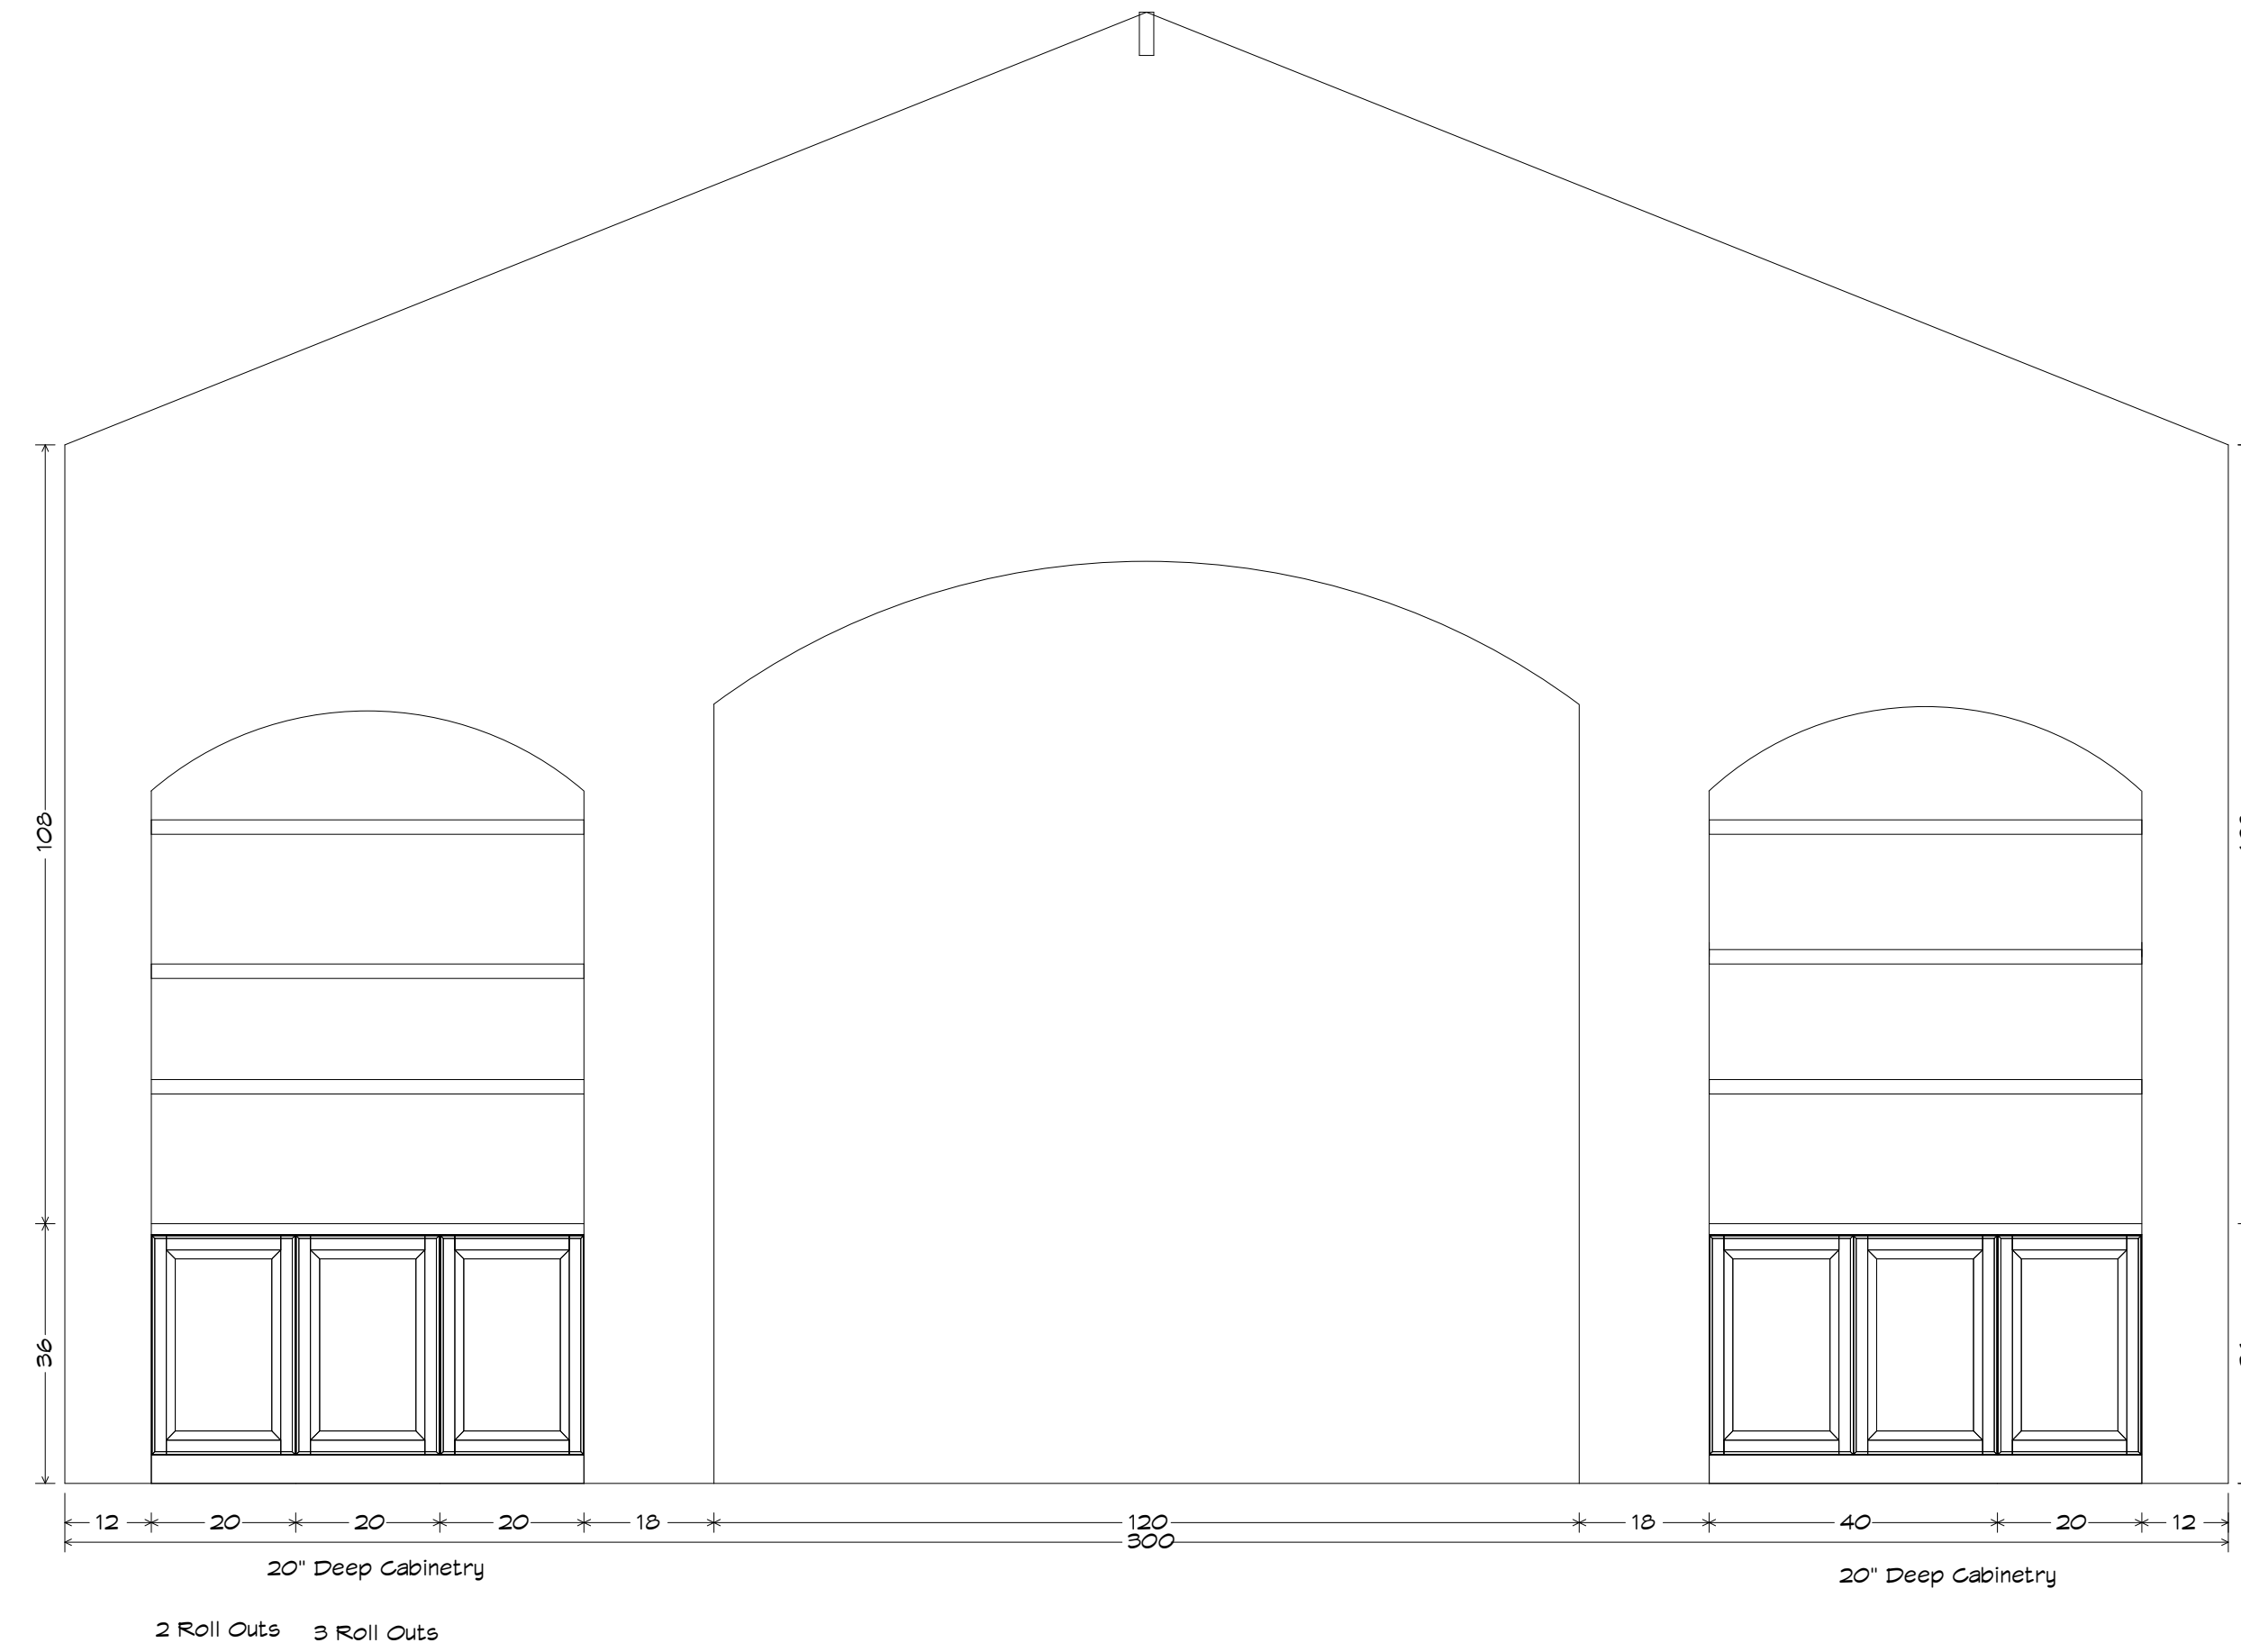 108
36
12 20 20 20 18 120 18 40 20 12
300
20" Deep Cabinetry 20" Deep Cabinetry
2 Roll Outs 3 Roll Outs